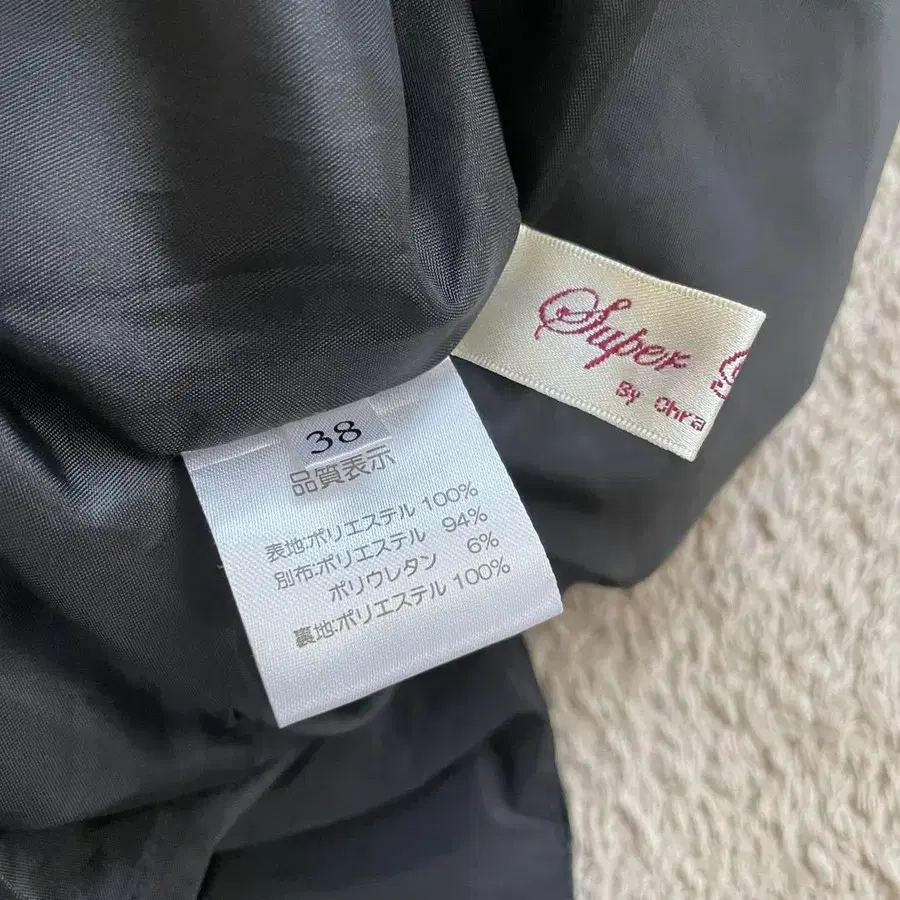 38
品質表示
表地:ポリエステル 100%
別布:ポリエステル 94%
ポリウレタン 6%
裏地:ポリエステル 100%
Super
By Chra